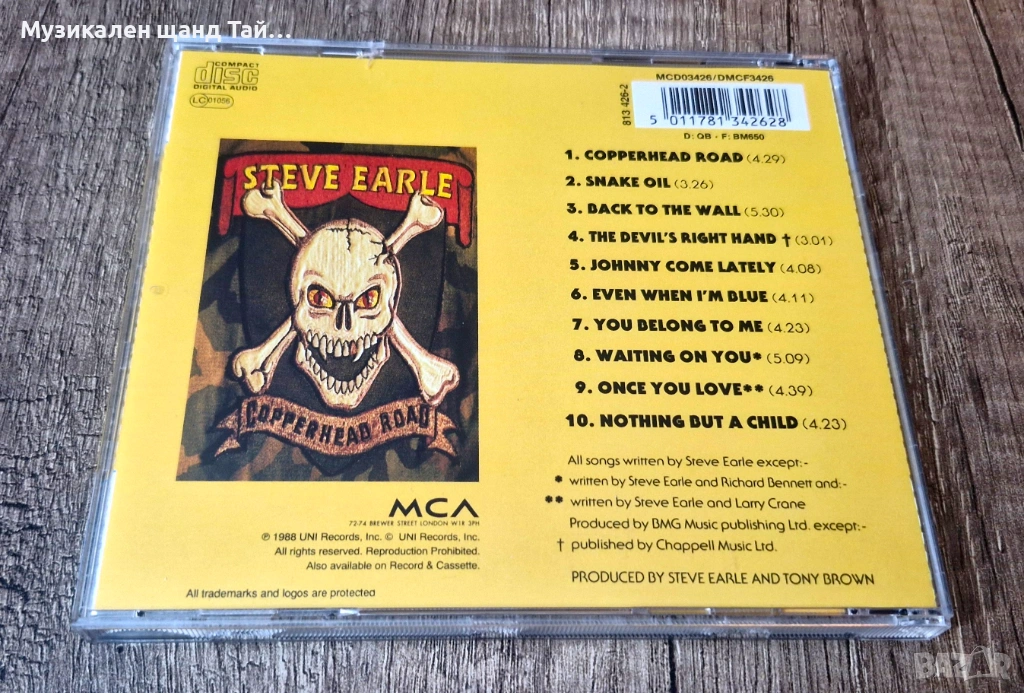 Музикален щанд Тай...
COMPACT
disc
DIGITAL AUDIO
LC 01056
MCD03426/DMCF3426
813 426-2
5 011781 342628
D: QB - F: BM650
STEVE EARLE
COPPERHEAD ROAD
1. COPPERHEAD ROAD (4.29)
2. SNAKE OIL (3.26)
3. BACK TO THE WALL (5.30)
4. THE DEVIL'S RIGHT HAND † (3.01)
5. JOHNNY COME LATELY (4.08)
6. EVEN WHEN I'M BLUE (4.11)
7. YOU BELONG TO ME (4.23)
8. WAITING ON YOU* (5.09)
9. ONCE YOU LOVE** (4.39)
10. NOTHING BUT A CHILD (4.23)
All songs written by Steve Earle except:-
* written by Steve Earle and Richard Bennett and:-
** written by Steve Earle and Larry Crane
Produced by BMG Music publishing Ltd. except:-
† published by Chappell Music Ltd.
PRODUCED BY STEVE EARLE AND TONY BROWN
MCA
72-74 BREWER STREET LONDON W1R 3PH
℗ 1988 UNI Records, Inc. © UNI Records, Inc.
All rights reserved. Reproduction Prohibited.
Also available on Record & Cassette.
All trademarks and logos are protected
BAZAR